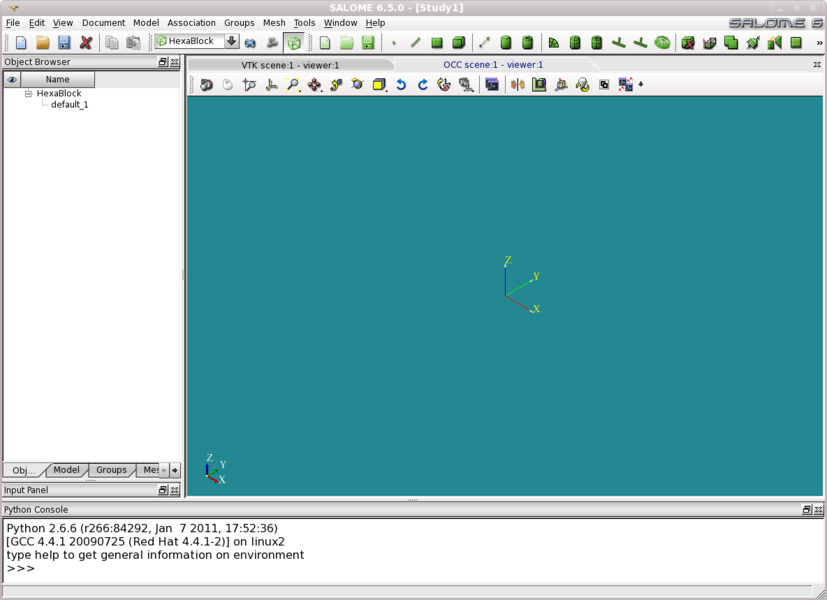 SALOME 6.5.0 - [Study1]
File Edit View Document Model Association Groups Mesh Tools Window Help
SALOME 6
HexaBlock
»
Object Browser
VTK scene:1 - viewer:1
OCC scene:1 - viewer:1
Name
HexaBlock
default_1
Z
Y
X
Z
Y
X
Obj... Model Groups Mes
Input Panel
Python Console
Python 2.6.6 (r266:84292, Jan  7 2011, 17:52:36)
[GCC 4.4.1 20090725 (Red Hat 4.4.1-2)] on linux2
type help to get general information on environment
>>>